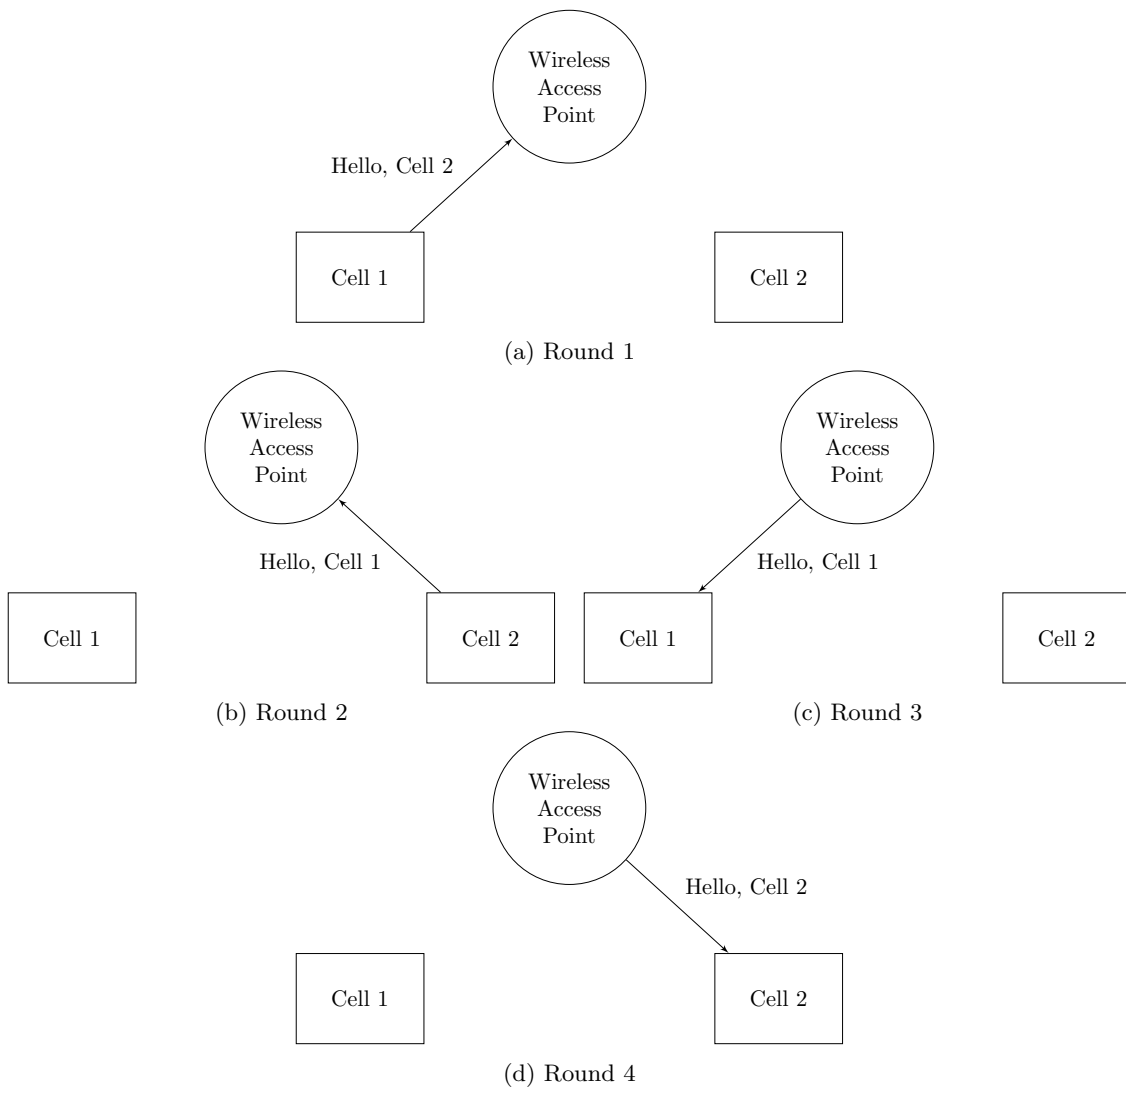 Wireless
Access
Point
Hello, Cell 2
Cell 1
Cell 2
(a) Round 1
Wireless
Access
Point
Hello, Cell 1
Cell 1
Cell 2
(b) Round 2
Wireless
Access
Point
Hello, Cell 1
Cell 1
Cell 2
(c) Round 3
Wireless
Access
Point
Hello, Cell 2
Cell 1
Cell 2
(d) Round 4